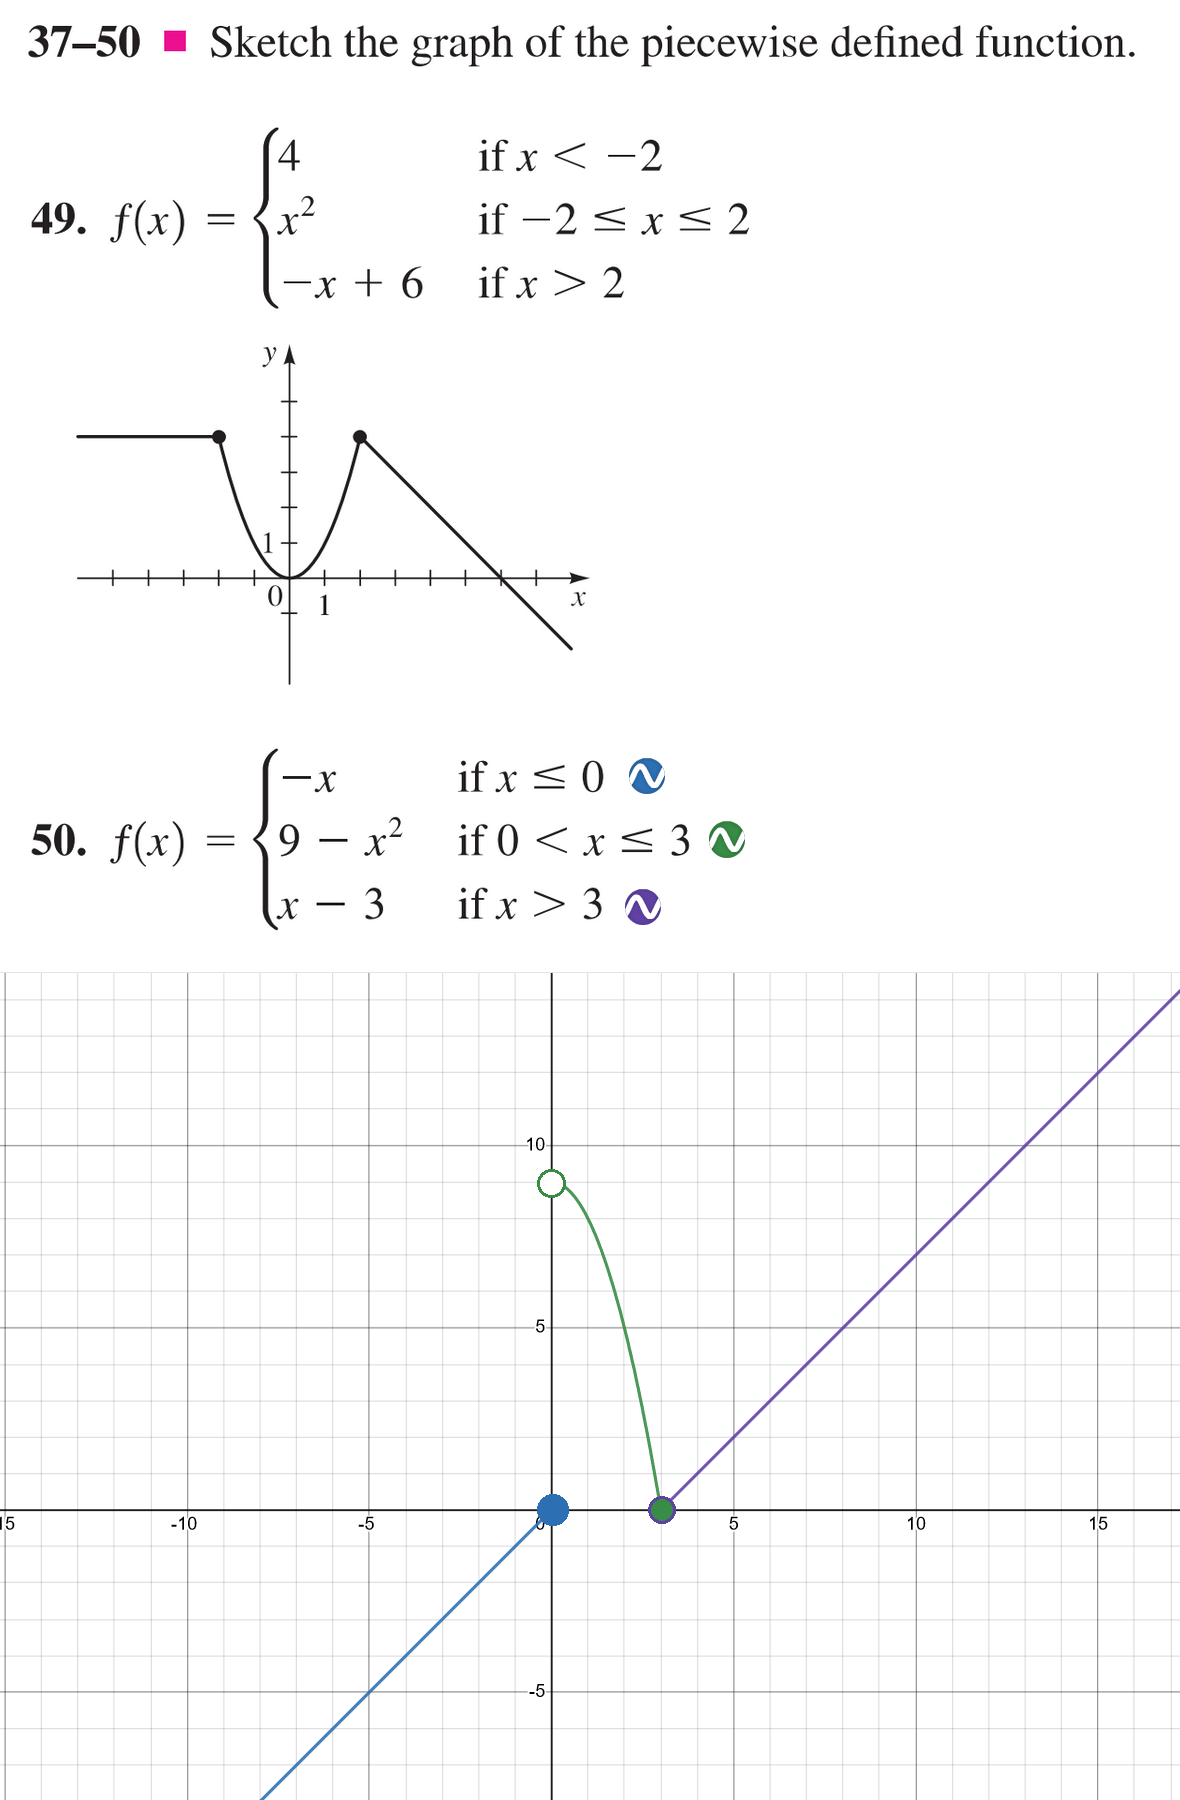 37–50 ■ Sketch the graph of the piecewise defined function.
4 if x < −2
49. f(x) = { x² if −2 ≤ x ≤ 2
−x + 6 if x > 2
y
1
0 1 x
−x if x ≤ 0
50. f(x) = { 9 − x² if 0 < x ≤ 3
x − 3 if x > 3
10
5
15 -10 -5 0 5 10 15
-5